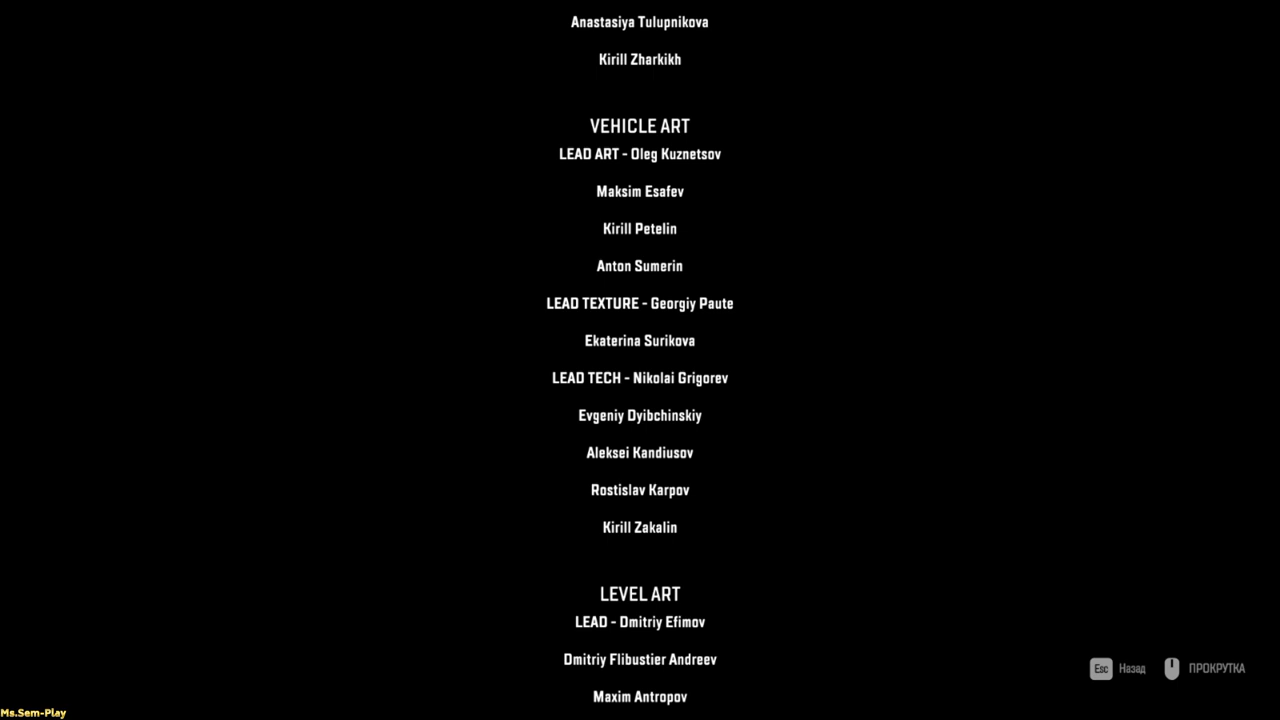 Anastasiya Tulupnikova
Kirill Zharkikh
VEHICLE ART
LEAD ART - Oleg Kuznetsov
Maksim Esafev
Kirill Petelin
Anton Sumerin
LEAD TEXTURE - Georgiy Paute
Ekaterina Surikova
LEAD TECH - Nikolai Grigorev
Evgeniy Dyibchinskiy
Aleksei Kandiusov
Rostislav Karpov
Kirill Zakalin
LEVEL ART
LEAD - Dmitriy Efimov
Dmitriy Flibustier Andreev
Maxim Antropov
Esc Назад ПРОКРУТКА
Ms.Sem-Play